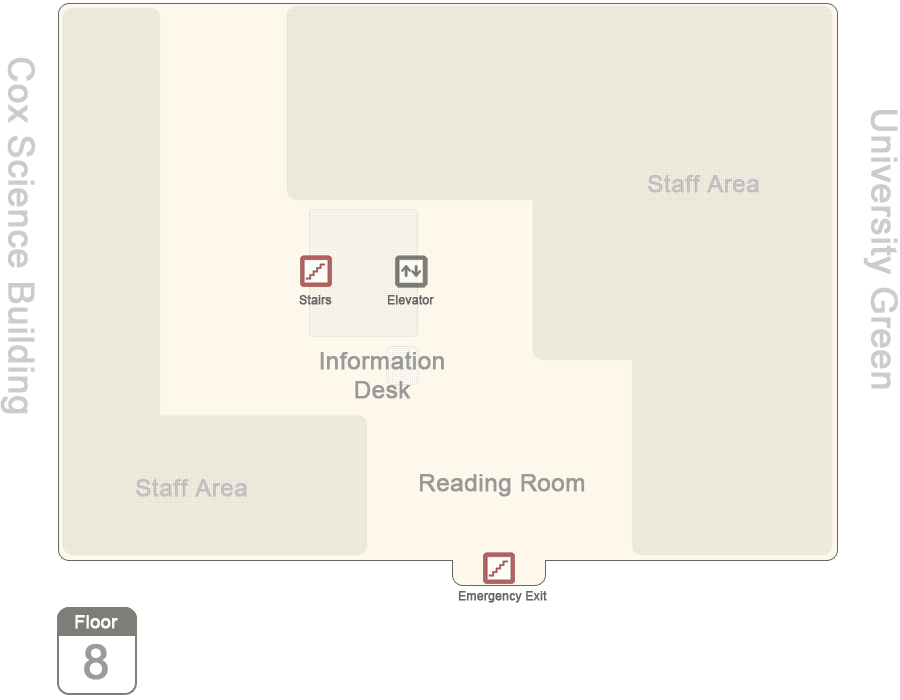 Cox Science Building
University Green
Staff Area
Stairs
Elevator
Information
Desk
Reading Room
Staff Area
Emergency Exit
Floor
8